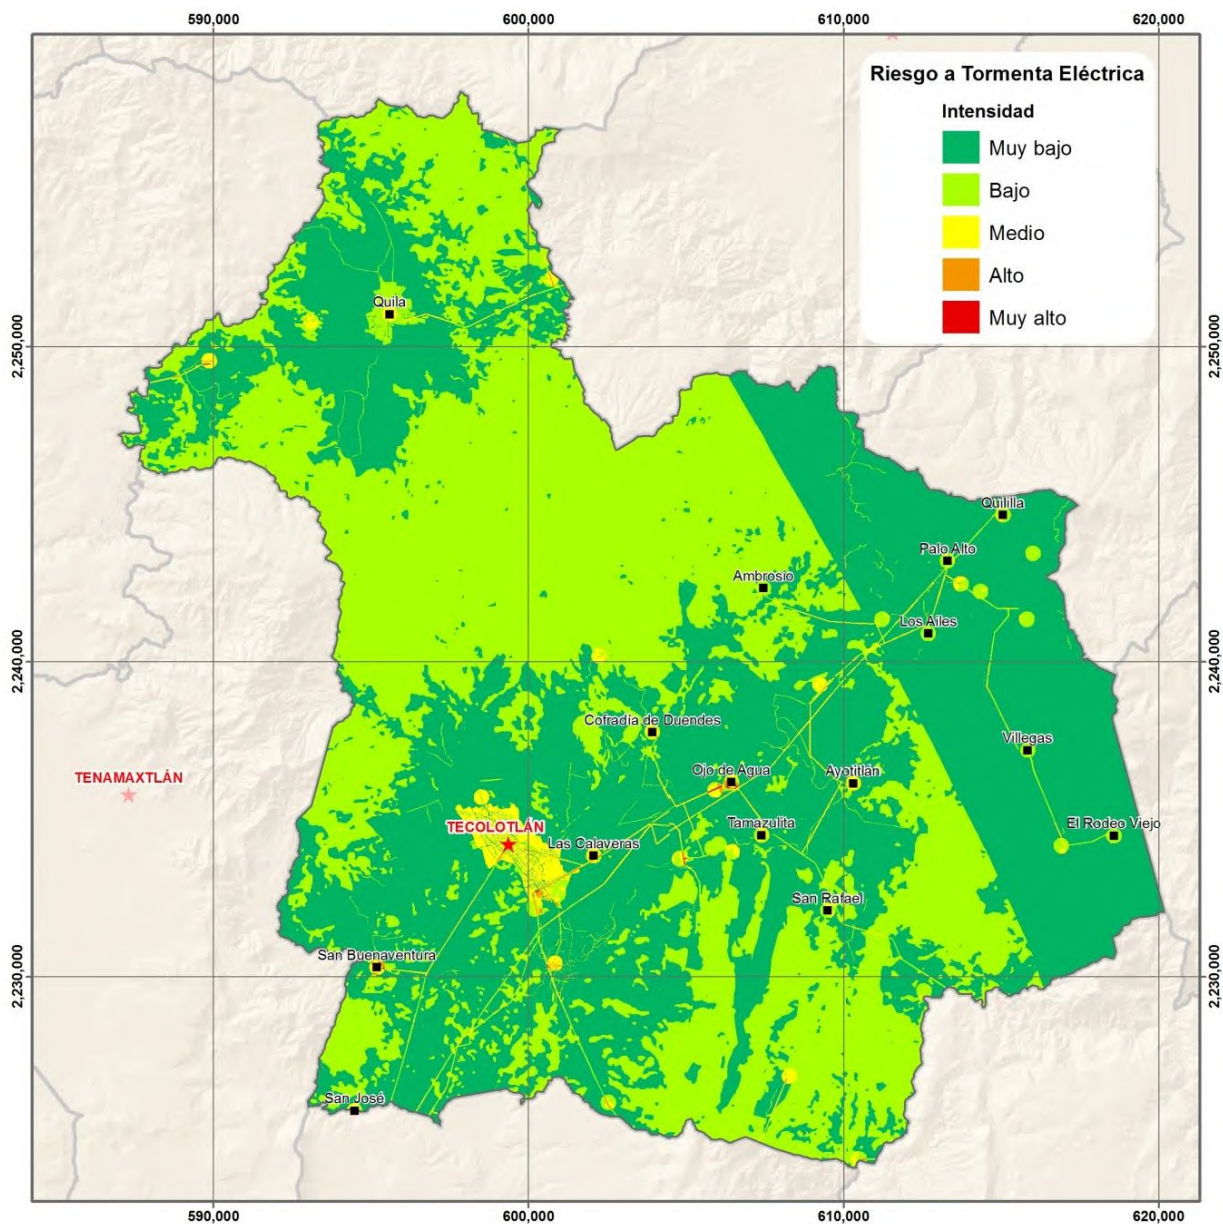 590,000
600,000
610,000
620,000
Riesgo a Tormenta Eléctrica
Intensidad
Muy bajo
Bajo
Medio
Alto
Muy alto
Quila
2,250,000
2,250,000
Quililla
Palo Alto
Ambrosio
Los Ailes
2,240,000
2,240,000
Cofradía de Duendes
Villegas
TENAMAXTLÁN
Ojo de Agua
Ayotitlán
TECOLOTLÁN
Tamazulita
El Rodeo Viejo
Las Calaveras
San Rafael
San Buenaventura
2,230,000
2,230,000
San José
590,000
600,000
610,000
620,000